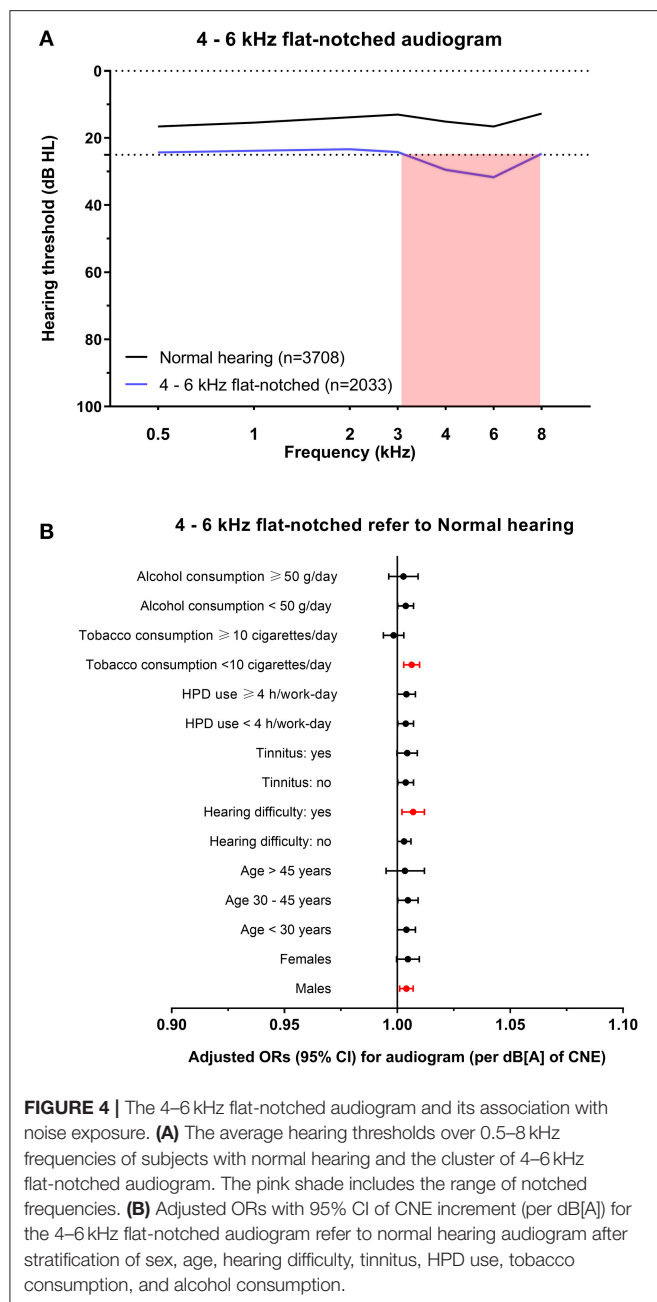 A
4 - 6 kHz flat-notched audiogram
Hearing threshold (dB HL)
0
20
40
60
80
100
Normal hearing (n=3708)
4 - 6 kHz flat-notched (n=2033)
0.5 1 2 3 4 6 8
Frequency (kHz)
B
4 - 6 kHz flat-notched refer to Normal hearing
Alcohol consumption ≥ 50 g/day
Alcohol consumption < 50 g/day
Tobacco consumption ≥ 10 cigarettes/day
Tobacco consumption <10 cigarettes/day
HPD use ≥ 4 h/work-day
HPD use < 4 h/work-day
Tinnitus: yes
Tinnitus: no
Hearing difficulty: yes
Hearing difficulty: no
Age > 45 years
Age 30 - 45 years
Age < 30 years
Females
Males
0.90 0.95 1.00 1.05 1.10
Adjusted ORs (95% CI) for audiogram (per dB[A] of CNE)
FIGURE 4 | The 4–6 kHz flat-notched audiogram and its association with
noise exposure. (A) The average hearing thresholds over 0.5–8 kHz
frequencies of subjects with normal hearing and the cluster of 4–6 kHz
flat-notched audiogram. The pink shade includes the range of notched
frequencies. (B) Adjusted ORs with 95% CI of CNE increment (per dB[A]) for
the 4–6 kHz flat-notched audiogram refer to normal hearing audiogram after
stratification of sex, age, hearing difficulty, tinnitus, HPD use, tobacco
consumption, and alcohol consumption.